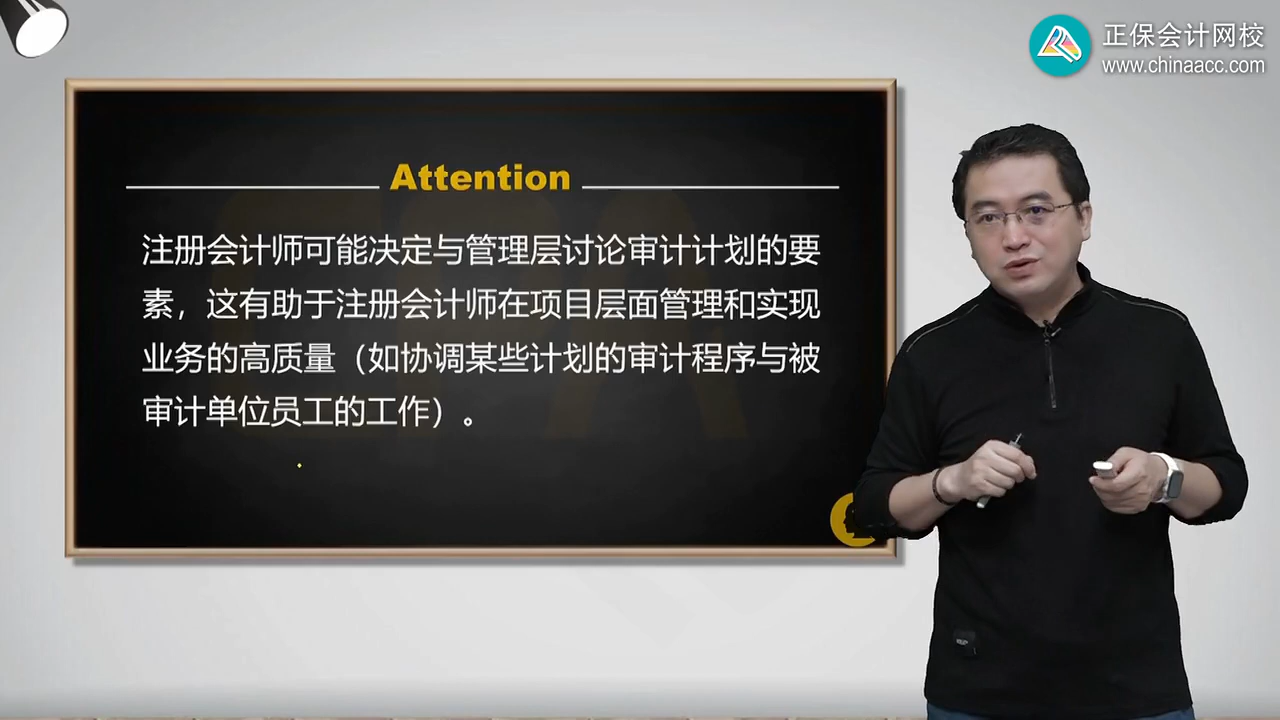 正保会计网校
www.chinaacc.com
Attention
注册会计师可能决定与管理层讨论审计计划的要
素，这有助于注册会计师在项目层面管理和实现
业务的高质量（如协调某些计划的审计程序与被
审计单位员工的工作）。